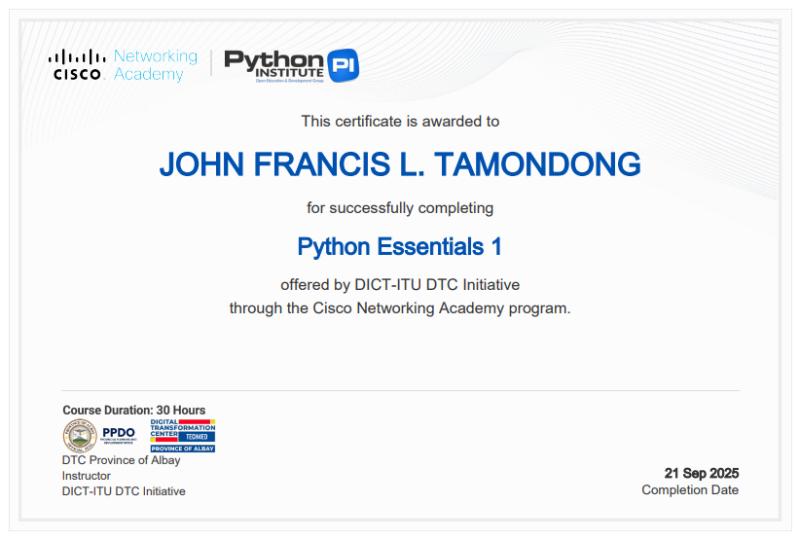 CISCO
Networking
Academy
Python
INSTITUTE
Open Education & Development Group
PI
This certificate is awarded to
JOHN FRANCIS L. TAMONDONG
for successfully completing
Python Essentials 1
offered by DICT-ITU DTC Initiative
through the Cisco Networking Academy program.
Course Duration: 30 Hours
PPDO
DIGITAL
TRANSFORMATION
CENTER
TEDMED
PROVINCE OF ALBAY
DTC Province of Albay
Instructor
DICT-ITU DTC Initiative
21 Sep 2025
Completion Date